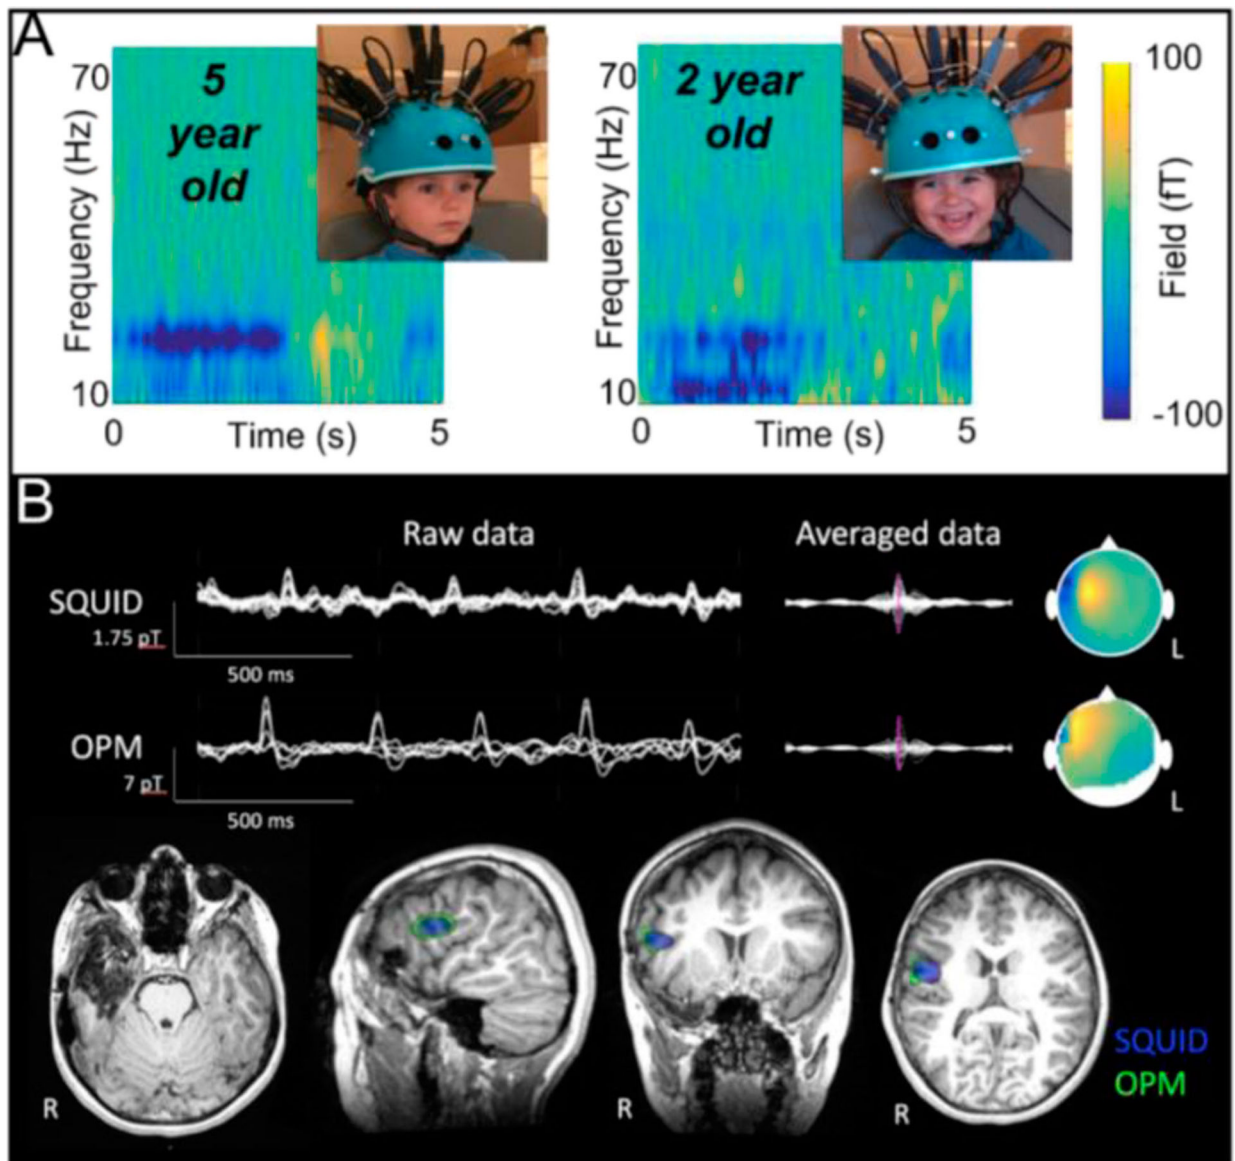 A
5
year
old
2 year
old
70
10
Frequency (Hz)
0
Time (s)
5
70
10
Frequency (Hz)
0
Time (s)
5
100
Field (fT)
-100
B
Raw data
Averaged data
SQUID
1.75 pT
500 ms
L
OPM
7 pT
500 ms
L
R
R
R
SQUID
OPM